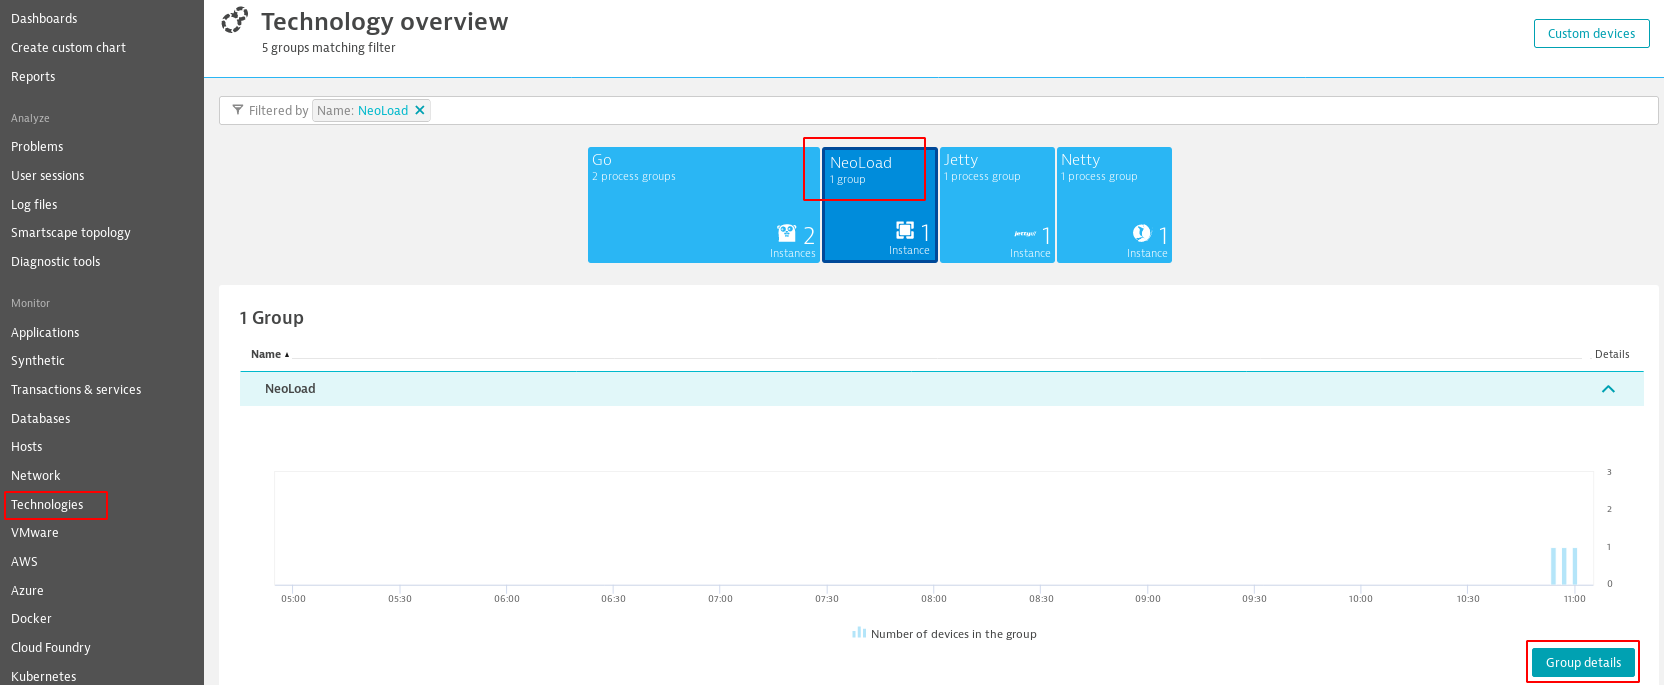 Dashboards
Create custom chart
Reports
Analyze
Problems
User sessions
Log files
Smartscape topology
Diagnostic tools
Monitor
Applications
Synthetic
Transactions & services
Databases
Hosts
Network
Technologies
VMware
AWS
Azure
Docker
Cloud Foundry
Kubernetes
Technology overview
5 groups matching filter
Custom devices
Filtered by Name: NeoLoad
Go
2 process groups
2
Instances
NeoLoad
1 group
1
Instance
Jetty
1 process group
jetty://
1
Instance
Netty
1 process group
1
Instance
1 Group
Name Details
NeoLoad
3
2
1
0
05:00 05:30 06:00 06:30 07:00 07:30 08:00 08:30 09:00 09:30 10:00 10:30 11:00
Number of devices in the group
Group details